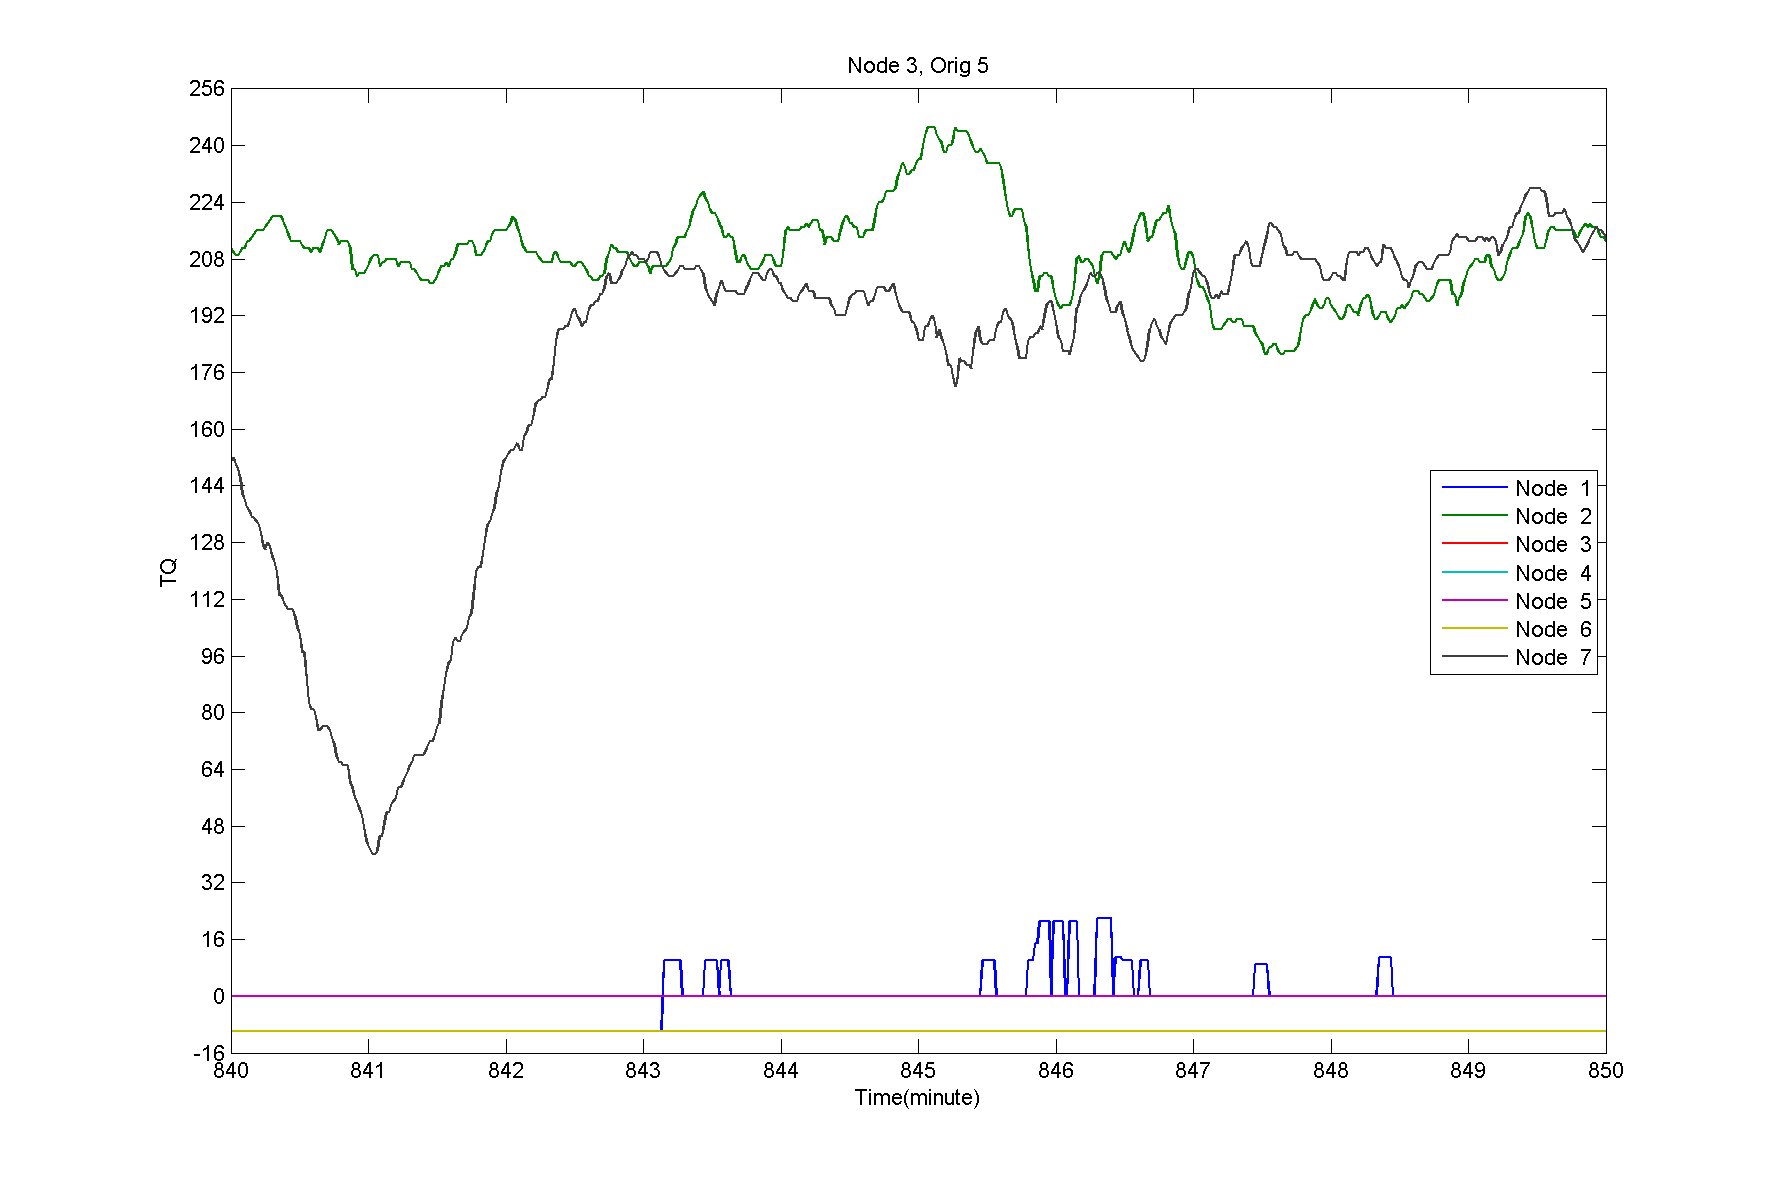 Node 3, Orig 5
256
240
224
208
192
176
160
144
128
112
96
80
64
48
32
16
0
-16
TQ
Node 1
Node 2
Node 3
Node 4
Node 5
Node 6
Node 7
840 841 842 843 844 845 846 847 848 849 850
Time(minute)